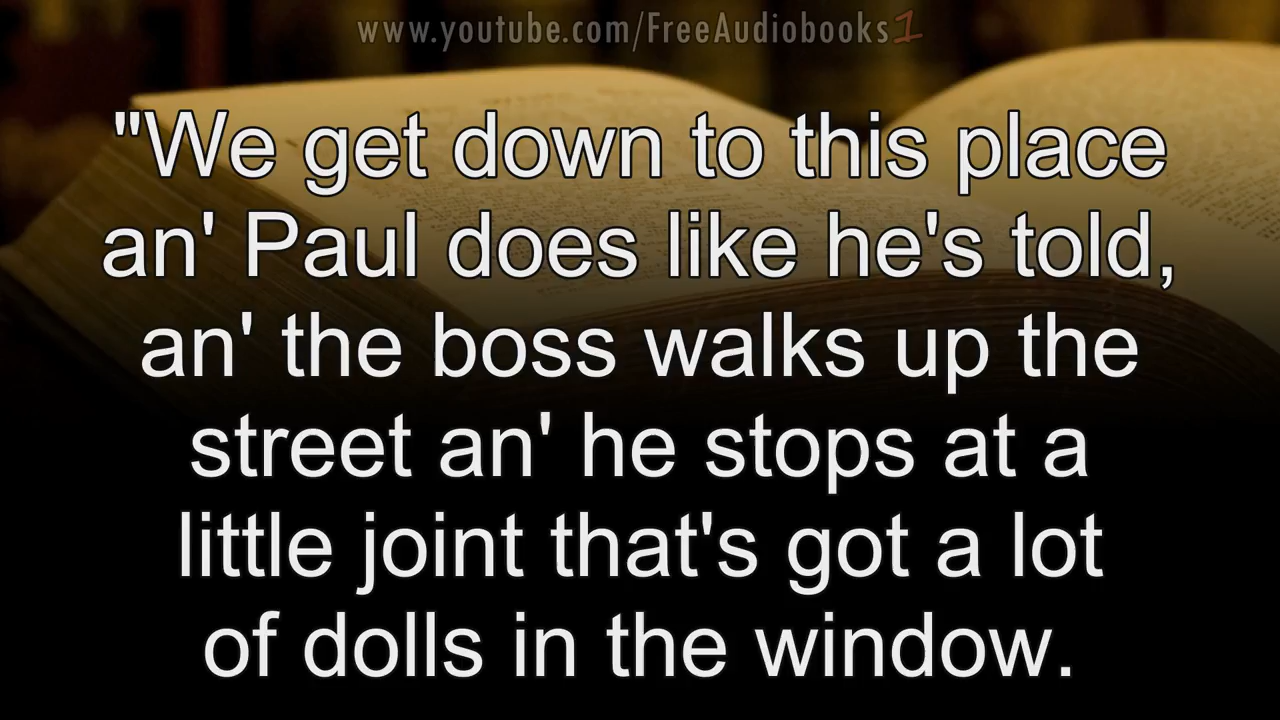 www.youtube.com/FreeAudiobooks1
"We get down to this place
an' Paul does like he's told,
an' the boss walks up the
street an' he stops at a
little joint that's got a lot
of dolls in the window.